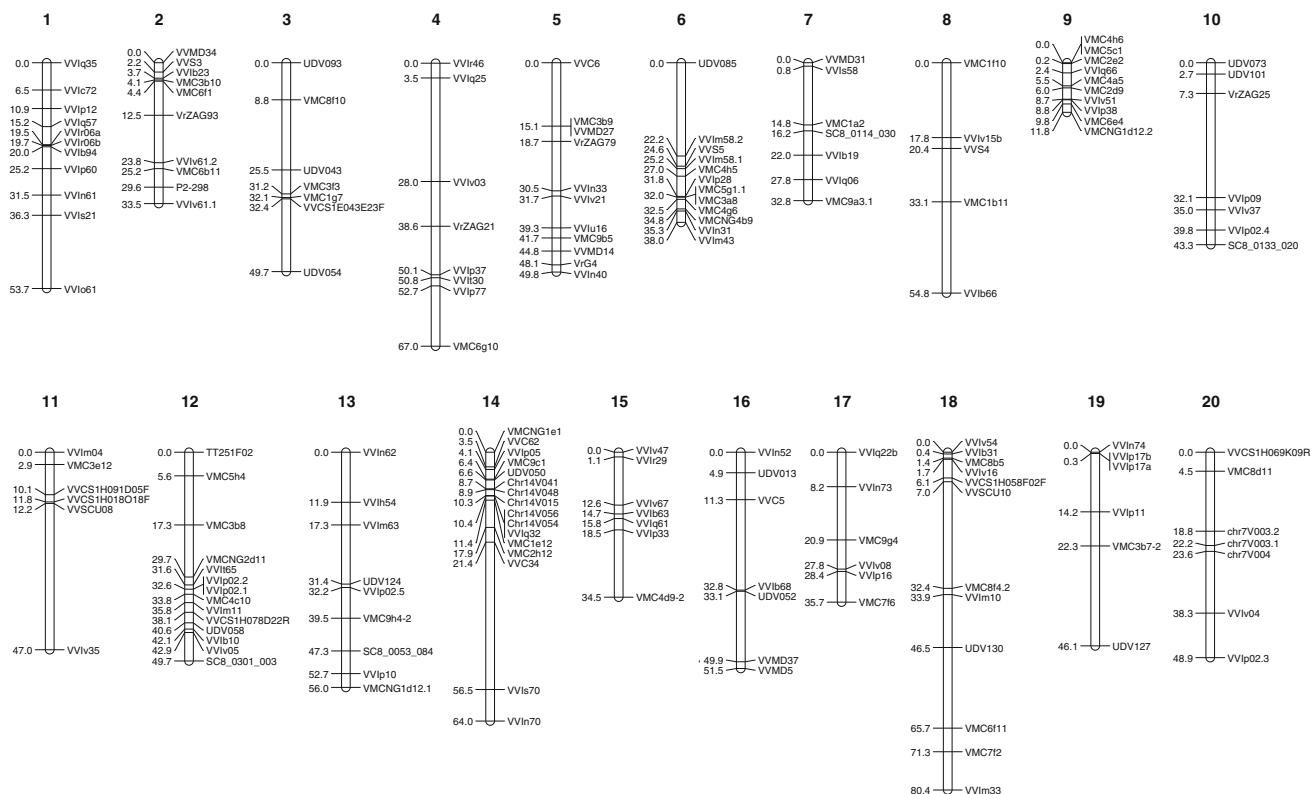 1
0.0 VVIq35
6.5 VVIc72
10.9 VVIp12
15.2 VVIq57
19.5 VVIr06a
19.7 VVIr06b
20.0 VVIb94
25.2 VVIp60
31.5 VVIn61
36.3 VVIs21
53.7 VVIo61
2
0.0 VVMD34
2.2 VVS3
3.7 VVIb23
4.1 VMC3b10
4.4 VMC6f1
12.5 VrZAG93
23.8 VVIv61.2
25.2 VMC6b11
29.6 P2-298
33.5 VVIv61.1
3
0.0 UDV093
8.8 VMC8f10
25.5 UDV043
31.2 VMC3f3
32.1 VMC1g7
32.4 VVCS1E043E23F
49.7 UDV054
4
0.0 VVIr46
3.5 VVIq25
28.0 VVIv03
38.6 VrZAG21
50.1 VVIp37
50.8 VVIt30
52.7 VVIp77
67.0 VMC6g10
5
0.0 VVC6
15.1 VMC3b9
VVMD27
18.7 VrZAG79
30.5 VVIn33
31.7 VVIv21
39.3 VVIu16
41.7 VMC9b5
44.8 VVMD14
48.1 VrG4
49.8 VVIn40
6
0.0 UDV085
22.2 VVIm58.2
24.6 VVS5
25.2 VVIm58.1
27.0 VMC4h5
31.8 VVIp28
32.0 VMC5g1.1
VMC3a8
32.5 VMC4g6
34.8 VMCNG4b9
35.3 VVIn31
38.0 VVIm43
7
0.0 VVMD31
0.8 VVIs58
14.8 VMC1a2
16.2 SC8_0114_030
22.0 VVIb19
27.8 VVIq06
32.8 VMC9a3.1
8
0.0 VMC1f10
17.8 VVIv15b
20.4 VVS4
33.1 VMC1b11
54.8 VVIb66
9
0.0 VMC4h6
VMC5c1
0.2 VMC2e2
2.4 VVIq66
5.5 VMC4a5
6.0 VMC2d9
8.7 VVIv51
8.8 VVIp38
9.8 VMC6e4
11.8 VMCNG1d12.2
10
0.0 UDV073
2.7 UDV101
7.3 VrZAG25
32.1 VVIp09
35.0 VVIv37
39.8 VVIp02.4
43.3 SC8_0133_020
11
0.0 VVIm04
2.9 VMC3e12
10.1 VVCS1H091D05F
11.8 VVCS1H018O18F
12.2 VVSCU08
47.0 VVIv35
12
0.0 TT251F02
5.6 VMC5h4
17.3 VMC3b8
29.7 VMCNG2d11
31.6 VVIt65
32.6 VVIp02.2
VVIp02.1
33.8 VMC4c10
35.8 VVIm11
38.1 VVCS1H078D22R
40.6 UDV058
42.1 VVIb10
42.9 VVIv05
49.7 SC8_0301_003
13
0.0 VVIn62
11.9 VVIh54
17.3 VVIm63
31.4 UDV124
32.2 VVIp02.5
39.5 VMC9h4-2
47.3 SC8_0053_084
52.7 VVIp10
56.0 VMCNG1d12.1
14
0.0 VMCNG1e1
3.5 VVC62
4.1 VVIp05
6.4 VMC9c1
6.6 UDV050
8.7 Chr14V041
8.9 Chr14V048
10.3 Chr14V015
Chr14V056
10.4 Chr14V054
VVIq32
11.4 VMC1e12
17.9 VMC2h12
21.4 VVC34
56.5 VVIs70
64.0 VVIn70
15
0.0 VVIv47
1.1 VVIr29
12.6 VVIv67
14.7 VVIb63
15.8 VVIq61
18.5 VVIp33
34.5 VMC4d9-2
16
0.0 VVIn52
4.9 UDV013
11.3 VVC5
32.8 VVIb68
33.1 UDV052
49.9 VVMD37
51.5 VVMD5
17
0.0 VVIq22b
8.2 VVIn73
20.9 VMC9g4
27.8 VVIv08
28.4 VVIp16
35.7 VMC7f6
18
0.0 VVIv54
0.4 VVIb31
1.4 VMC8b5
1.7 VVIv16
6.1 VVCS1H058F02F
7.0 VVSCU10
32.4 VMC8f4.2
33.9 VVIm10
46.5 UDV130
65.7 VMC6f11
71.3 VMC7f2
80.4 VVIm33
19
0.0 VVIn74
0.3 VVIp17b
VVIp17a
14.2 VVIp11
22.3 VMC3b7-2
46.1 UDV127
20
0.0 VVCS1H069K09R
4.5 VMC8d11
18.8 chr7V003.2
22.2 chr7V003.1
23.6 chr7V004
38.3 VVIv04
48.9 VVIp02.3